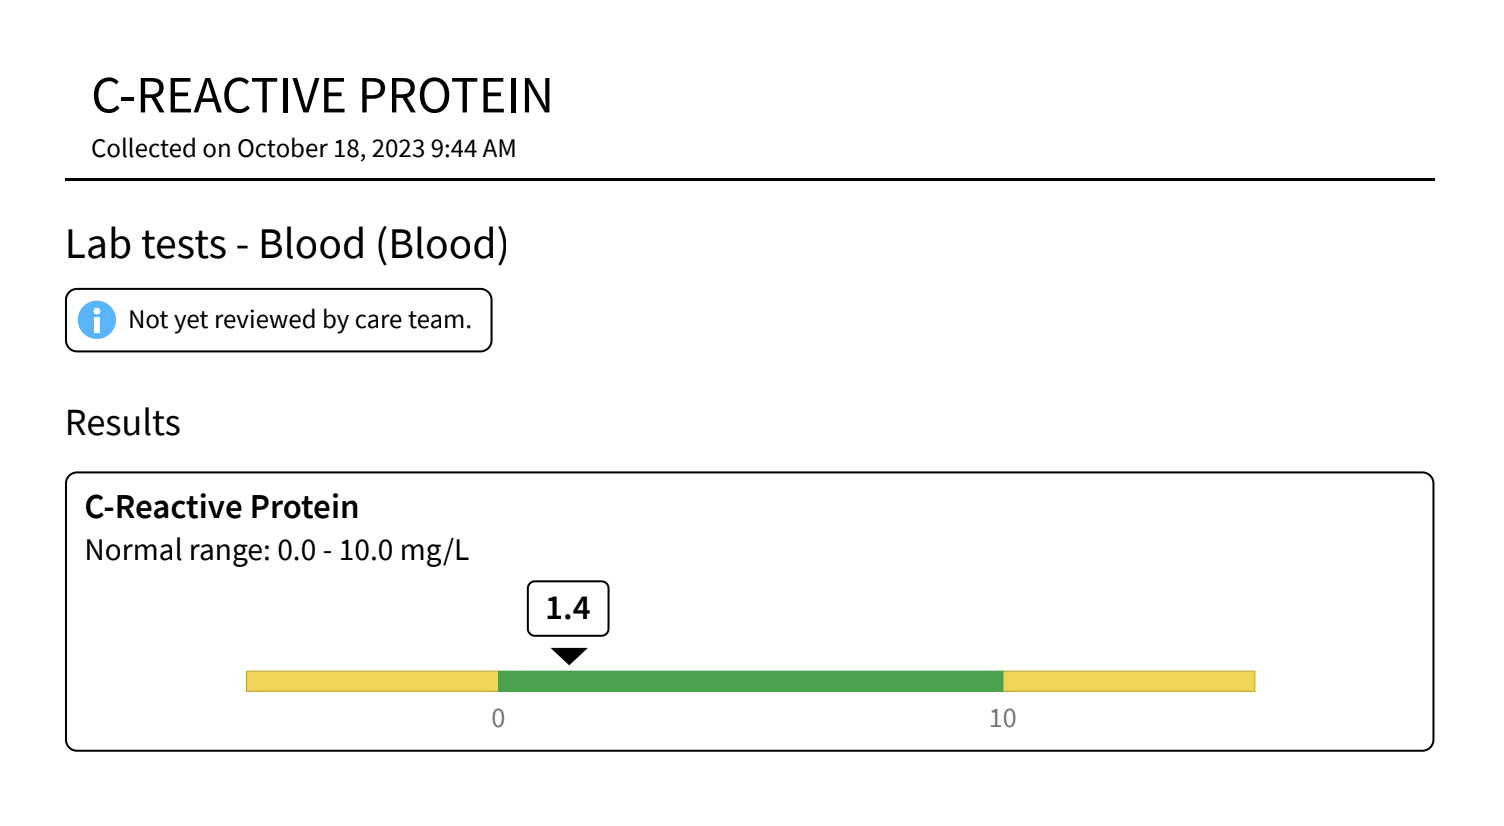 C-REACTIVE PROTEIN
Collected on October 18, 2023 9:44 AM
Lab tests - Blood (Blood)
Not yet reviewed by care team.
Results
C-Reactive Protein
Normal range: 0.0 - 10.0 mg/L
1.4
0 10